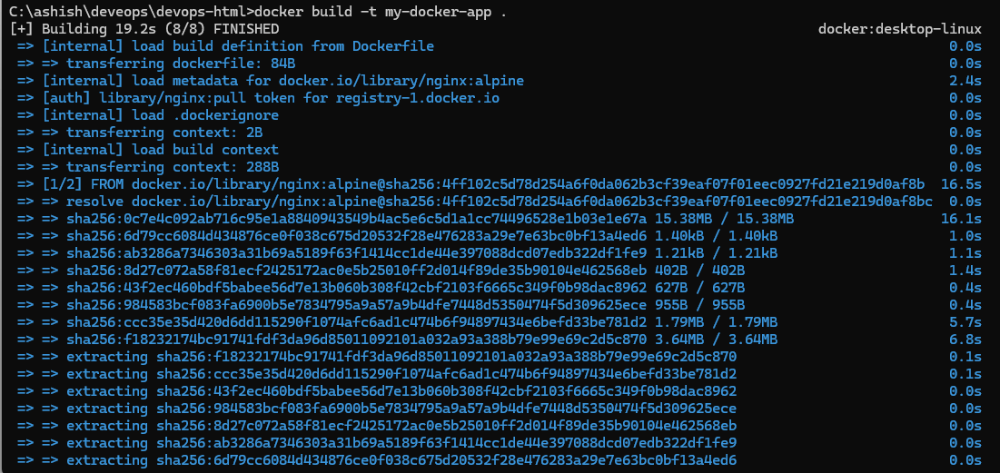 C:\ashish\deveops\devops-html>docker build -t my-docker-app .
[+] Building 19.2s (8/8) FINISHED docker:desktop-linux
=> [internal] load build definition from Dockerfile 0.0s
=> => transferring dockerfile: 84B 0.0s
=> [internal] load metadata for docker.io/library/nginx:alpine 2.4s
=> [auth] library/nginx:pull token for registry-1.docker.io 0.0s
=> [internal] load .dockerignore 0.0s
=> => transferring context: 2B 0.0s
=> [internal] load build context 0.0s
=> => transferring context: 288B 0.0s
=> [1/2] FROM docker.io/library/nginx:alpine@sha256:4ff102c5d78d254a6f0da062b3cf39eaf07f01eec0927fd21e219d0af8b 16.5s
=> => resolve docker.io/library/nginx:alpine@sha256:4ff102c5d78d254a6f0da062b3cf39eaf07f01eec0927fd21e219d0af8bc 0.0s
=> => sha256:0c7e4c092ab716c95e1a8840943549b4ac5e6c5d1a1cc74496528e1b03e1e67a 15.38MB / 15.38MB 16.1s
=> => sha256:6d79cc6084d434876ce0f038c675d20532f28e476283a29e7e63bc0bf13a4ed6 1.40kB / 1.40kB 1.0s
=> => sha256:ab3286a7346303a31b69a5189f63f1414cc1de44e397088dcd07edb322df1fe9 1.21kB / 1.21kB 1.1s
=> => sha256:8d27c072a58f81ecf2425172ac0e5b25010ff2d014f89de35b90104e462568eb 402B / 402B 1.4s
=> => sha256:43f2ec460bdf5babee56d7e13b060b308f42cbf2103f6665c349f0b98dac8962 627B / 627B 0.4s
=> => sha256:984583bcf083fa6900b5e7834795a9a57a9b4dfe7448d5350474f5d309625ece 955B / 955B 0.4s
=> => sha256:ccc35e35d420d6dd115290f1074afc6ad1c474b6f94897434e6befd33be781d2 1.79MB / 1.79MB 5.7s
=> => sha256:f18232174bc91741fdf3da96d85011092101a032a93a388b79e99e69c2d5c870 3.64MB / 3.64MB 6.8s
=> => extracting sha256:f18232174bc91741fdf3da96d85011092101a032a93a388b79e99e69c2d5c870 0.1s
=> => extracting sha256:ccc35e35d420d6dd115290f1074afc6ad1c474b6f94897434e6befd33be781d2 0.1s
=> => extracting sha256:43f2ec460bdf5babee56d7e13b060b308f42cbf2103f6665c349f0b98dac8962 0.0s
=> => extracting sha256:984583bcf083fa6900b5e7834795a9a57a9b4dfe7448d5350474f5d309625ece 0.0s
=> => extracting sha256:8d27c072a58f81ecf2425172ac0e5b25010ff2d014f89de35b90104e462568eb 0.0s
=> => extracting sha256:ab3286a7346303a31b69a5189f63f1414cc1de44e397088dcd07edb322df1fe9 0.0s
=> => extracting sha256:6d79cc6084d434876ce0f038c675d20532f28e476283a29e7e63bc0bf13a4ed6 0.0s